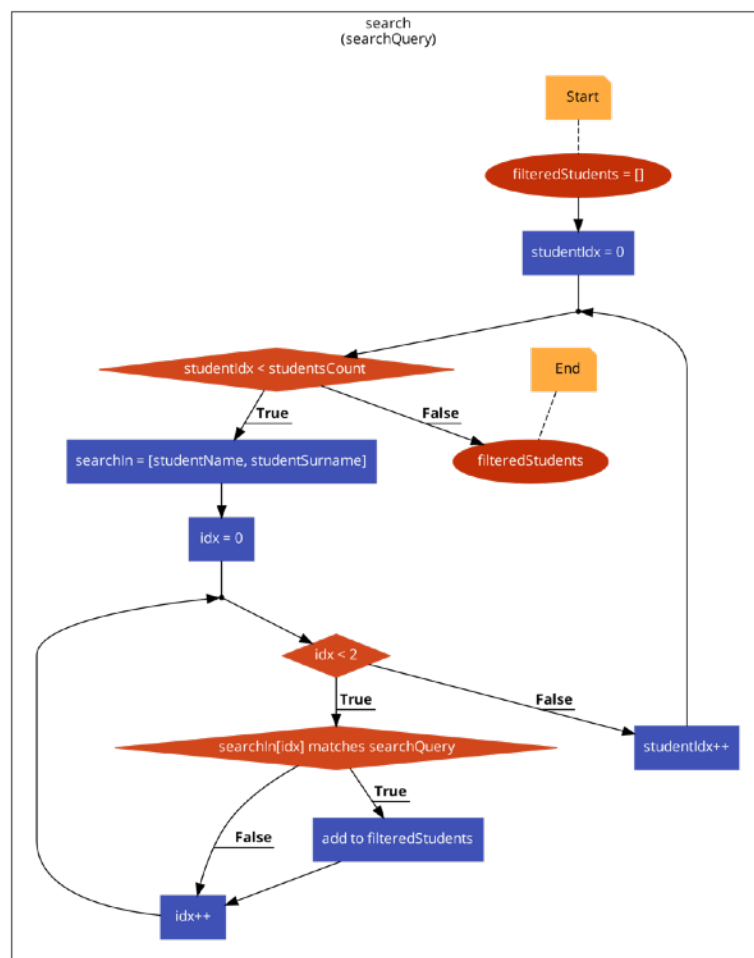 search
(searchQuery)
Start
filteredStudents = []
studentIdx = 0
studentIdx < studentsCount
End
True
False
searchIn = [studentName, studentSurname]
filteredStudents
idx = 0
idx < 2
True
False
searchIn[idx] matches searchQuery
studentIdx++
True
False
add to filteredStudents
idx++